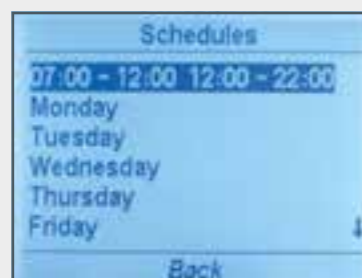 Schedules
07:00 - 12:00 12:00 - 22:00
Monday
Tuesday
Wednesday
Thursday
Friday
Back